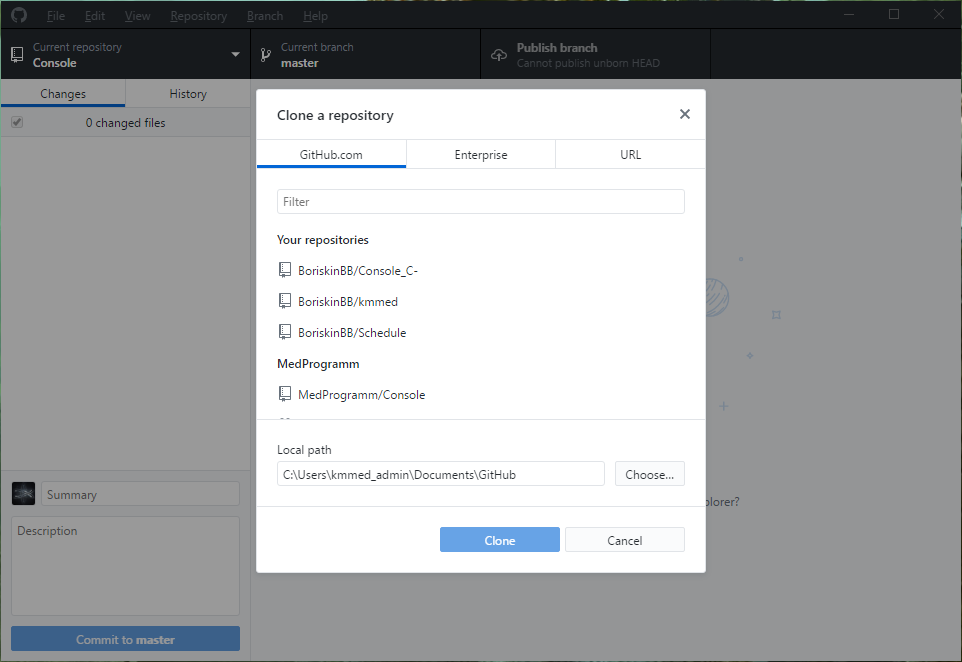 File Edit View Repository Branch Help
Current repository
Console
Current branch
master
Publish branch
Cannot publish unborn HEAD
Changes History
0 changed files
Clone a repository
GitHub.com Enterprise URL
Filter
Your repositories
BoriskinBB/Console_C-
BoriskinBB/kmmed
BoriskinBB/Schedule
MedProgramm
MedProgramm/Console
Local path
C:\Users\kmmed_admin\Documents\GitHub
Choose...
plorer?
Clone Cancel
Summary
Description
Commit to master